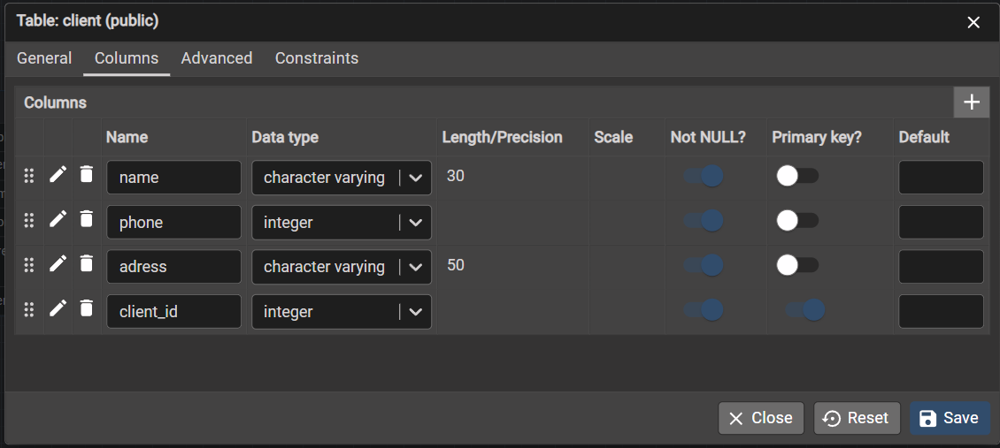 Table: client (public)
General Columns Advanced Constraints
Columns
Name Data type Length/Precision Scale Not NULL? Primary key? Default
name character varying 30
phone integer
adress character varying 50
client_id integer
Close Reset Save